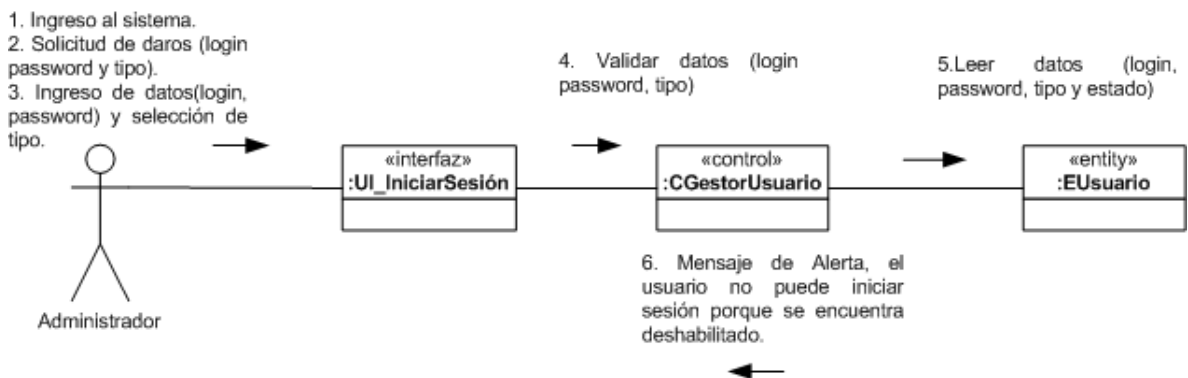 1. Ingreso al sistema.
2. Solicitud de daros (login
password y tipo).
3. Ingreso de datos(login,
password) y selección de
tipo.
4. Validar datos (login
password, tipo)
5.Leer datos (login,
password, tipo y estado)
«interfaz»
:UI_IniciarSesión
«control»
:CGestorUsuario
«entity»
:EUsuario
6. Mensaje de Alerta, el
usuario no puede iniciar
sesión porque se encuentra
deshabilitado.
Administrador